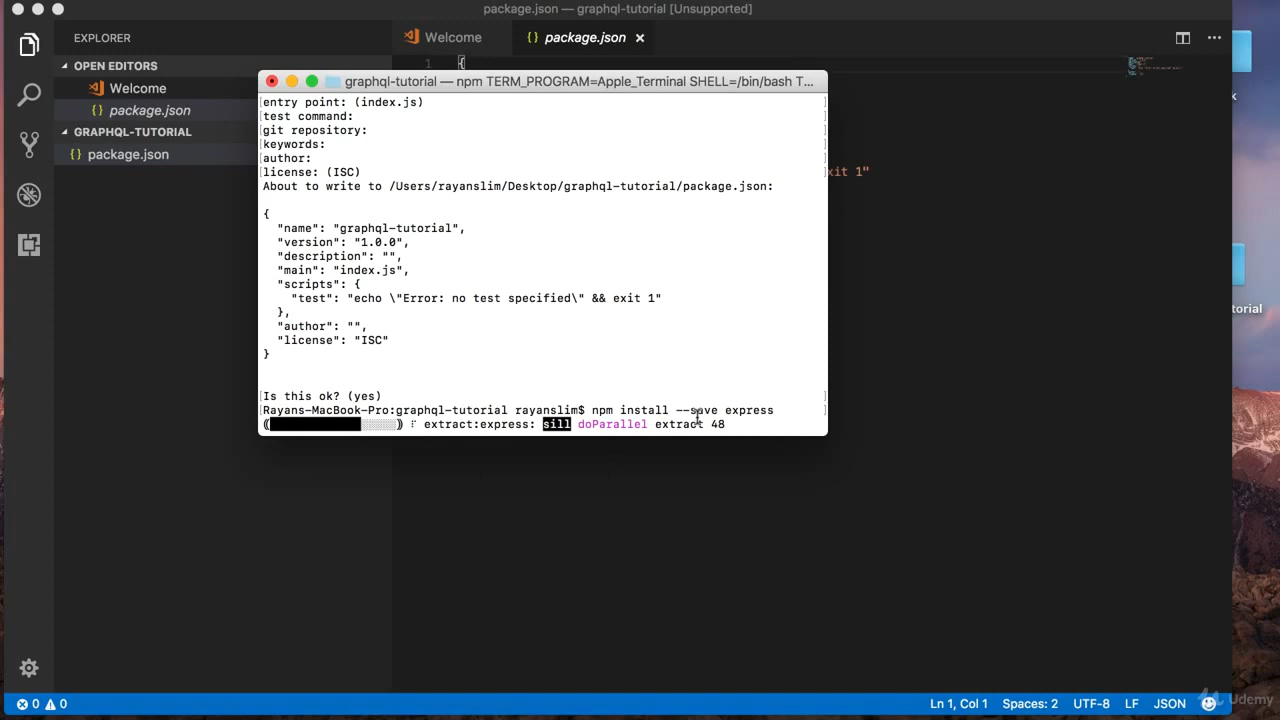 package.json — graphql-tutorial [Unsupported]
EXPLORER
Welcome
{} package.json ×
OPEN EDITORS
1 {
Welcome
{} package.json
GRAPHQL-TUTORIAL
{} package.json
graphql-tutorial — npm TERM_PROGRAM=Apple_Terminal SHELL=/bin/bash T...
[entry point: (index.js) ]
[test command: ]
[git repository: ]
[keywords: ]
[author: ]
[license: (ISC) ]
xit 1"
About to write to /Users/rayanslim/Desktop/graphql-tutorial/package.json:
{
"name": "graphql-tutorial",
"version": "1.0.0",
"description": "",
"main": "index.js",
"scripts": {
"test": "echo \"Error: no test specified\" && exit 1"
},
"author": "",
"license": "ISC"
}
[Is this ok? (yes) ]
[Rayans-MacBook-Pro:graphql-tutorial rayanslim$ npm install --save express ]
extract:express: sill doParallel extract 48
k
torial
0 0
Ln 1, Col 1 Spaces: 2 UTF-8 LF JSON
Udemy